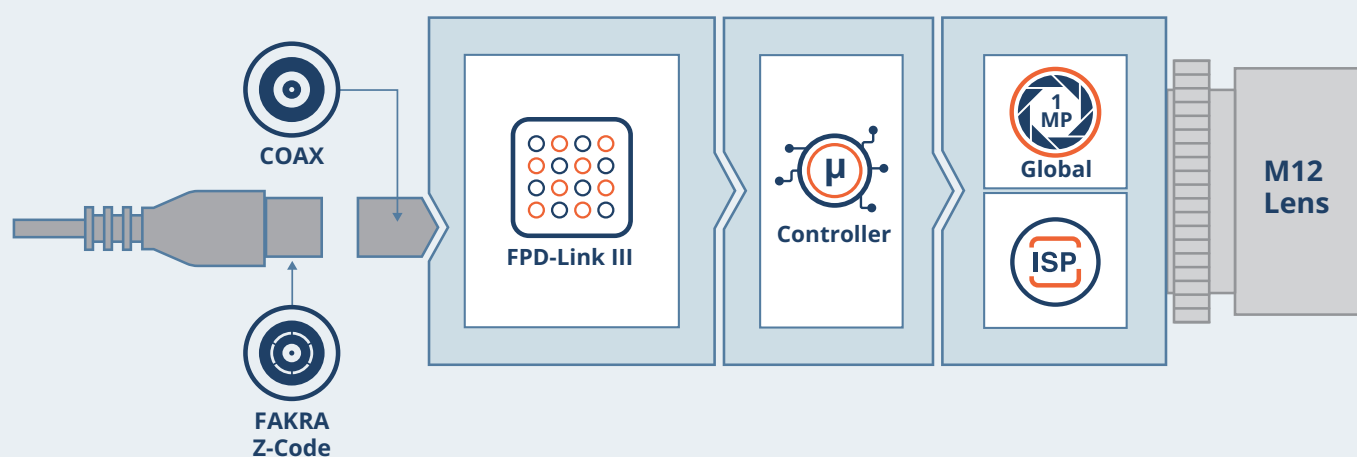 COAX
FAKRA
Z-Code
FPD-Link III
µ
Controller
1
MP
Global
ISP
M12
Lens